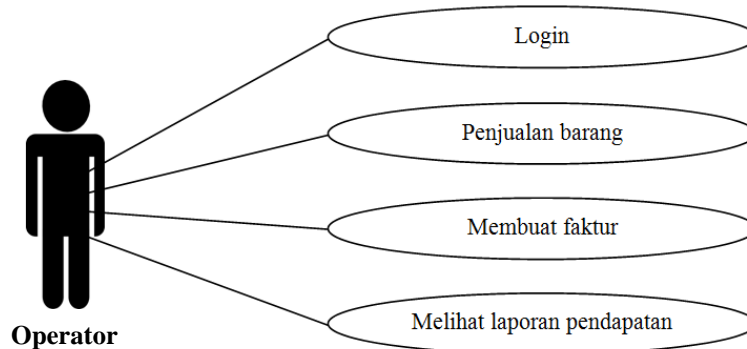 Login
Penjualan barang
Membuat faktur
Melihat laporan pendapatan
Operator